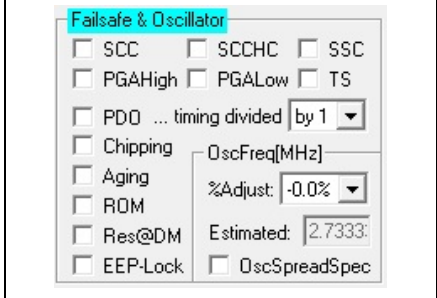 Failsafe & Oscillator
SCC SCCHC SSC
PGAHigh PGALow TS
PDO ... timing divided by 1
Chipping
OscFreq[MHz]
Aging
%Adjust: -0.0%
ROM
Res@DM Estimated: 2.7333
EEP-Lock OscSpreadSpec